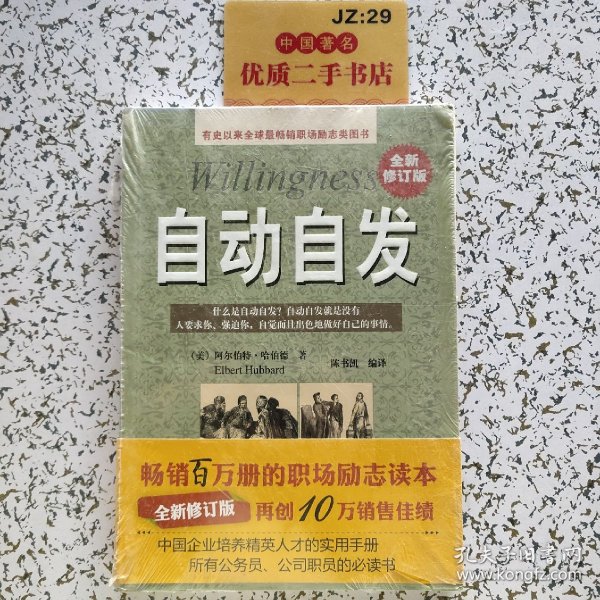 JZ:29
中国著名
优质二手书店
有史以来全球最畅销职场励志类图书
Willingness
全新
修订版
自动自发
什么是自动自发?自动自发就是没有
人要求你、强迫你,自觉而且出色地做好自己的事情。
(美)阿尔伯特·哈伯德 著
Elbert Hubbard
陈书凯 编译
畅销百万册的职场励志读本
全新修订版 再创10万销售佳绩
中国企业培养精英人才的实用手册
所有公务员、公司职员的必读书
孔夫子旧书网
www.kongfz.com